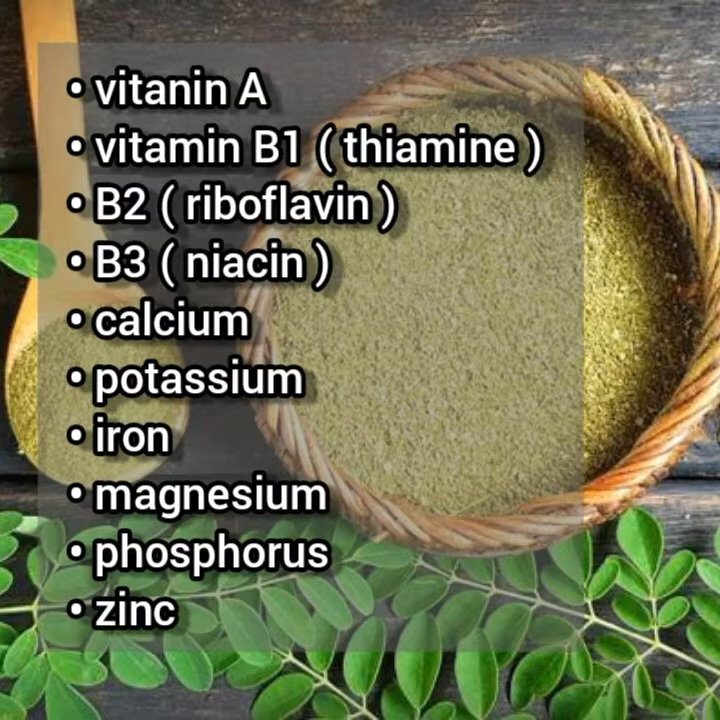 • vitanin A
• vitamin B1 ( thiamine )
• B2 ( riboflavin )
• B3 ( niacin )
• calcium
• potassium
• iron
• magnesium
• phosphorus
• zinc